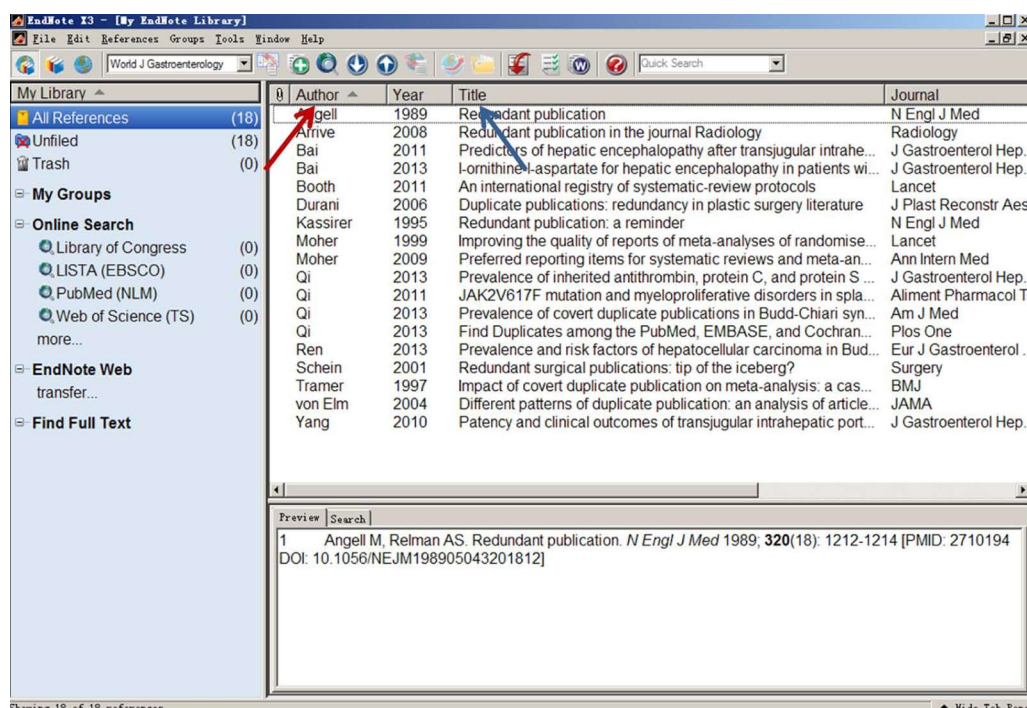 EndNote X3 - [My EndNote Library]
File Edit References Groups Tools Window Help
World J Gastroenterology Quick Search
My Library
All References (18)
Unfiled (18)
Trash (0)
My Groups
Online Search
Library of Congress (0)
LISTA (EBSCO) (0)
PubMed (NLM) (0)
Web of Science (TS) (0)
more...
EndNote Web
transfer...
Find Full Text
Author Year Title Journal
Angell 1989 Redundant publication N Engl J Med
Arrive 2008 Redundant publication in the journal Radiology Radiology
Bai 2011 Predictors of hepatic encephalopathy after transjugular intrahe... J Gastroenterol Hep.
Bai 2013 l-ornithine-l-aspartate for hepatic encephalopathy in patients wi... J Gastroenterol Hep.
Booth 2011 An international registry of systematic-review protocols Lancet
Durani 2006 Duplicate publications: redundancy in plastic surgery literature J Plast Reconstr Aes
Kassirer 1995 Redundant publication: a reminder N Engl J Med
Moher 1999 Improving the quality of reports of meta-analyses of randomise... Lancet
Moher 2009 Preferred reporting items for systematic reviews and meta-an... Ann Intern Med
Qi 2013 Prevalence of inherited antithrombin, protein C, and protein S ... J Gastroenterol Hep.
Qi 2011 JAK2V617F mutation and myeloproliferative disorders in spla... Aliment Pharmacol T
Qi 2013 Prevalence of covert duplicate publications in Budd-Chiari syn... Am J Med
Qi 2013 Find Duplicates among the PubMed, EMBASE, and Cochran... Plos One
Ren 2013 Prevalence and risk factors of hepatocellular carcinoma in Bud... Eur J Gastroenterol .
Schein 2001 Redundant surgical publications: tip of the iceberg? Surgery
Tramer 1997 Impact of covert duplicate publication on meta-analysis: a cas... BMJ
von Elm 2004 Different patterns of duplicate publication: an analysis of article... JAMA
Yang 2010 Patency and clinical outcomes of transjugular intrahepatic port... J Gastroenterol Hep.
Preview Search
1 Angell M, Relman AS. Redundant publication. N Engl J Med 1989; 320(18): 1212-1214 [PMID: 2710194
DOI: 10.1056/NEJM198905043201812]
Showing 18 of 18 references. Hide Tab Pane